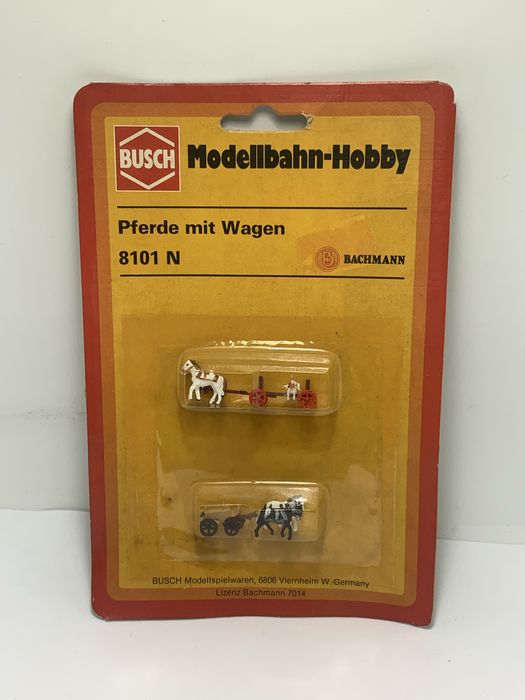 BUSCH
Modellbahn-Hobby
Pferde mit Wagen
8101 N
B BACHMANN
BUSCH Modellspielwaren, 6806 Viernheim W.-Germany
Lizenz Bachmann 7014